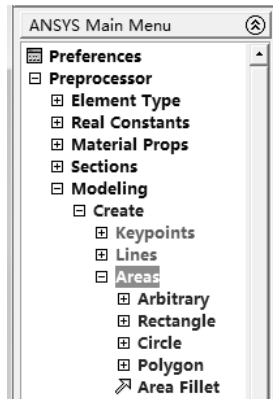 ANSYS Main Menu
Preferences
Preprocessor
Element Type
Real Constants
Material Props
Sections
Modeling
Create
Keypoints
Lines
Areas
Arbitrary
Rectangle
Circle
Polygon
Area Fillet